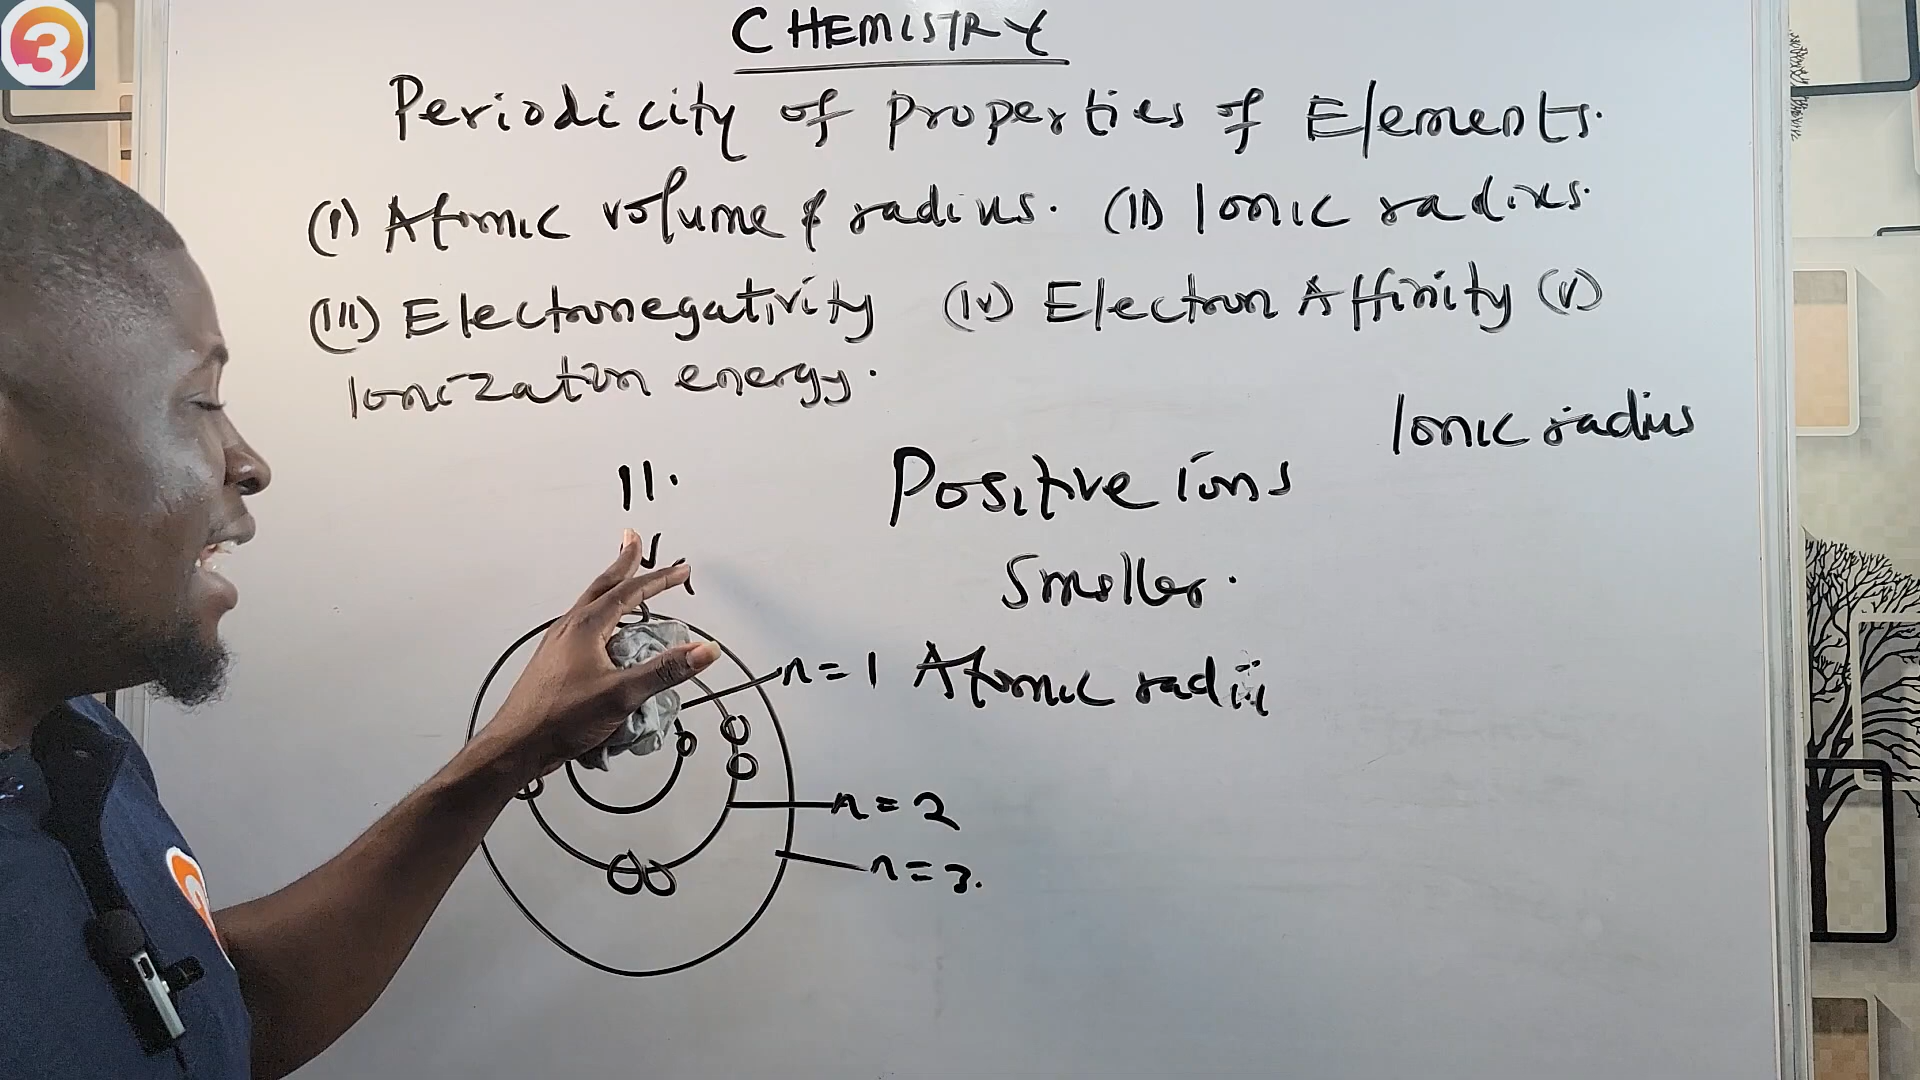 3
CHEMISTRY
Periodicity of properties of Elements.
(I) Atomic volume & radius. (II) Ionic radius.
(III) Electronegativity (IV) Electron Affinity (V)
Ionization energy.
Ionic radius
11.
Positive ions
Smaller.
n=1 Atomic radii
n=2
n=3.